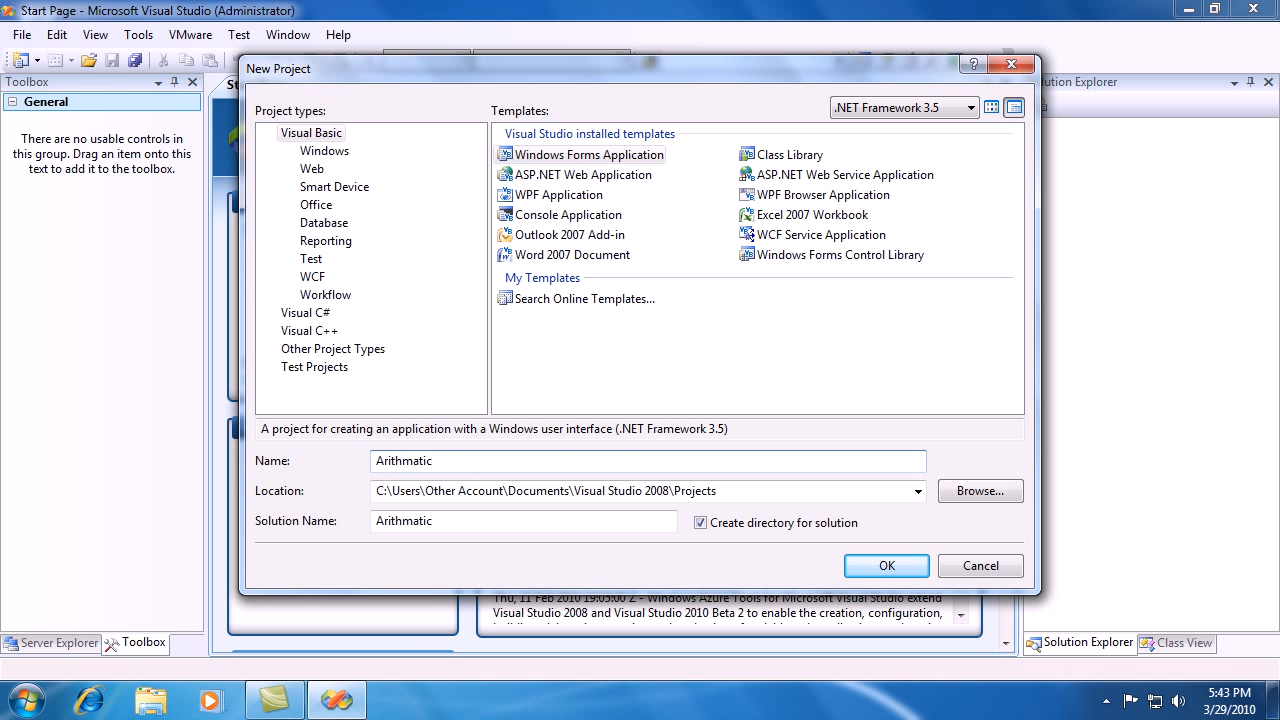 Start Page - Microsoft Visual Studio (Administrator)
File Edit View Tools VMware Test Window Help
Toolbox
General
There are no usable controls in
this group. Drag an item onto this
text to add it to the toolbox.
Server Explorer Toolbox
New Project
Project types:
Visual Basic
Windows
Web
Smart Device
Office
Database
Reporting
Test
WCF
Workflow
Visual C#
Visual C++
Other Project Types
Test Projects
Templates:
.NET Framework 3.5
Visual Studio installed templates
Windows Forms Application Class Library
ASP.NET Web Application ASP.NET Web Service Application
WPF Application WPF Browser Application
Console Application Excel 2007 Workbook
Outlook 2007 Add-in WCF Service Application
Word 2007 Document Windows Forms Control Library
My Templates
Search Online Templates...
A project for creating an application with a Windows user interface (.NET Framework 3.5)
Name: Arithmatic
Location: C:\Users\Other Account\Documents\Visual Studio 2008\Projects Browse...
Solution Name: Arithmatic Create directory for solution
OK Cancel
Thu, 11 Feb 2010 19:05:00 Z - Windows Azure Tools for Microsoft Visual Studio extend
Visual Studio 2008 and Visual Studio 2010 Beta 2 to enable the creation, configuration,
Explorer
Solution Explorer Class View
5:43 PM
3/29/2010